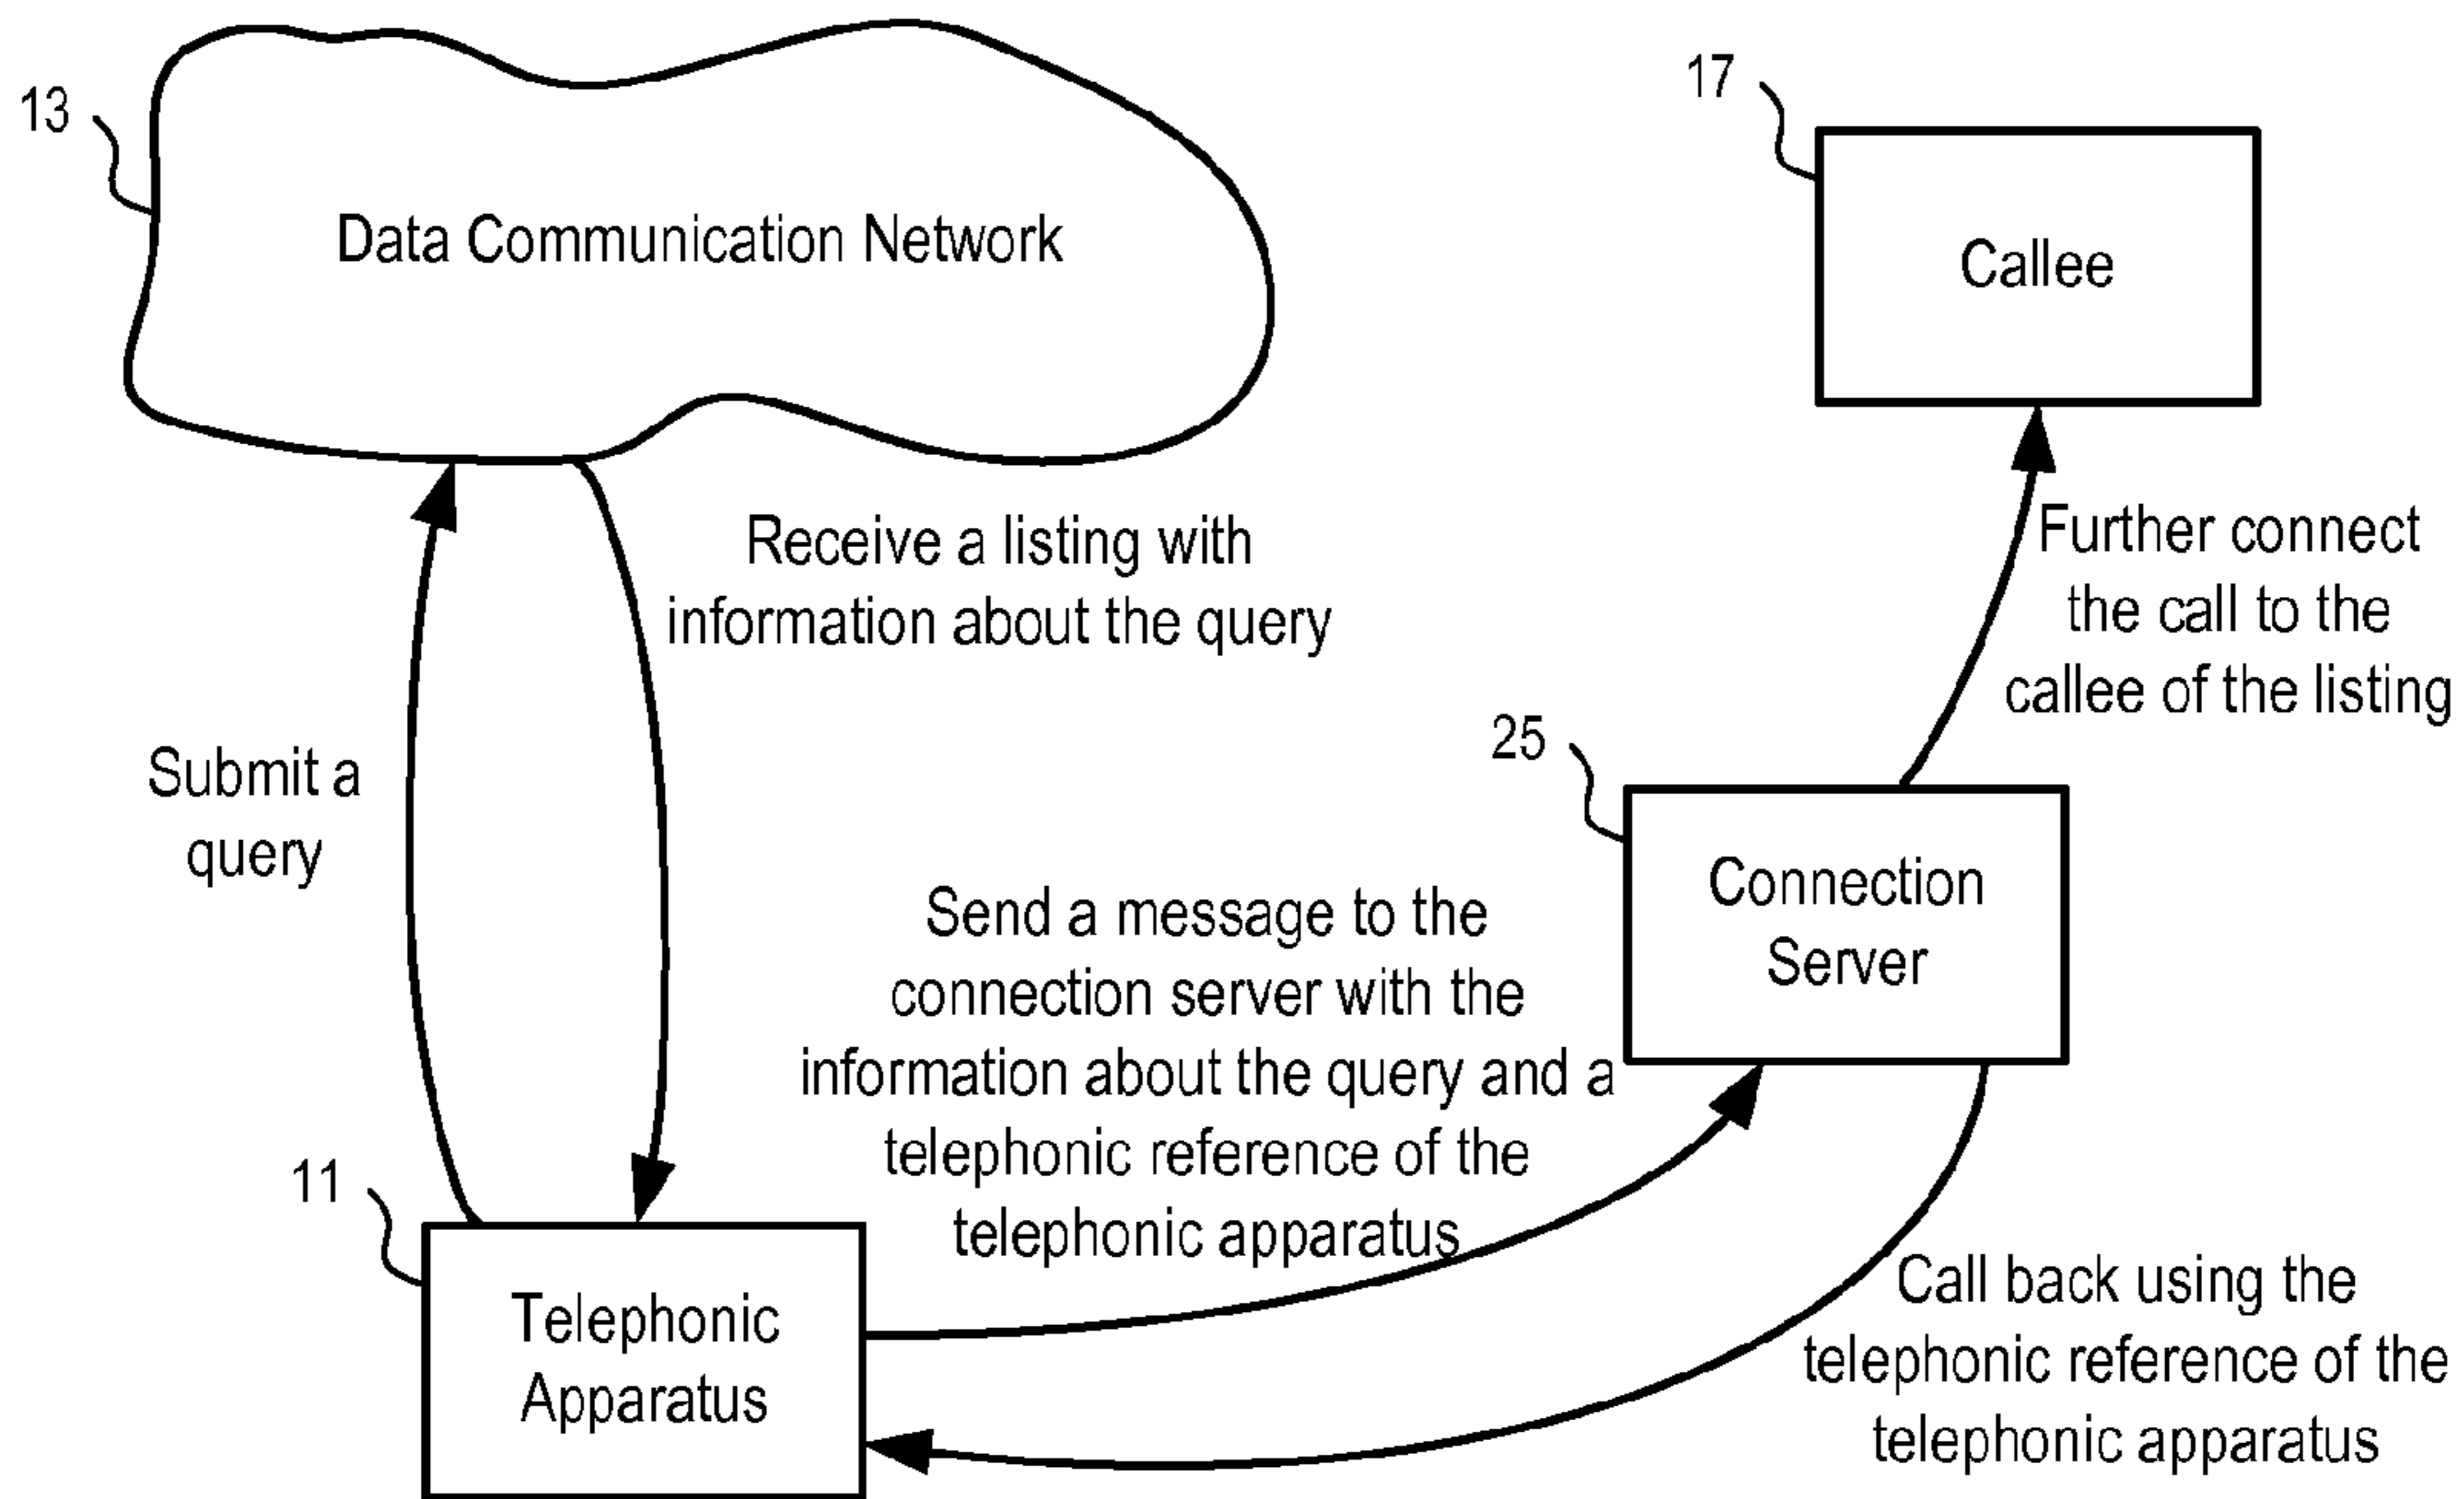 13
Data Communication Network
17
Callee
Receive a listing with
information about the query
Further connect
the call to the
callee of the listing
Submit a
query
25
Connection
Server
Send a message to the
connection server with the
information about the query and a
telephonic reference of the
telephonic apparatus
11
Telephonic
Apparatus
Call back using the
telephonic reference of the
telephonic apparatus